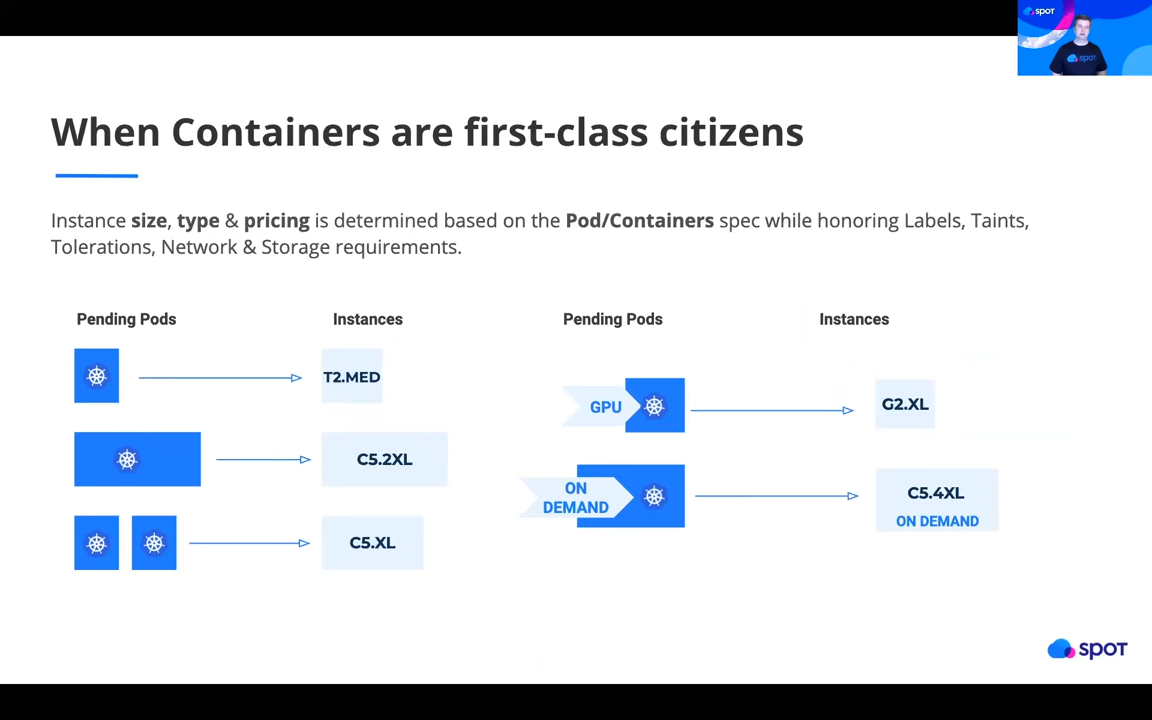 spot
spot
When Containers are first-class citizens
Instance size, type & pricing is determined based on the Pod/Containers spec while honoring Labels, Taints,
Tolerations, Network & Storage requirements.
Pending Pods
Instances
T2.MED
C5.2XL
C5.XL
Pending Pods
Instances
GPU
G2.XL
ON
DEMAND
C5.4XL
ON DEMAND
spot